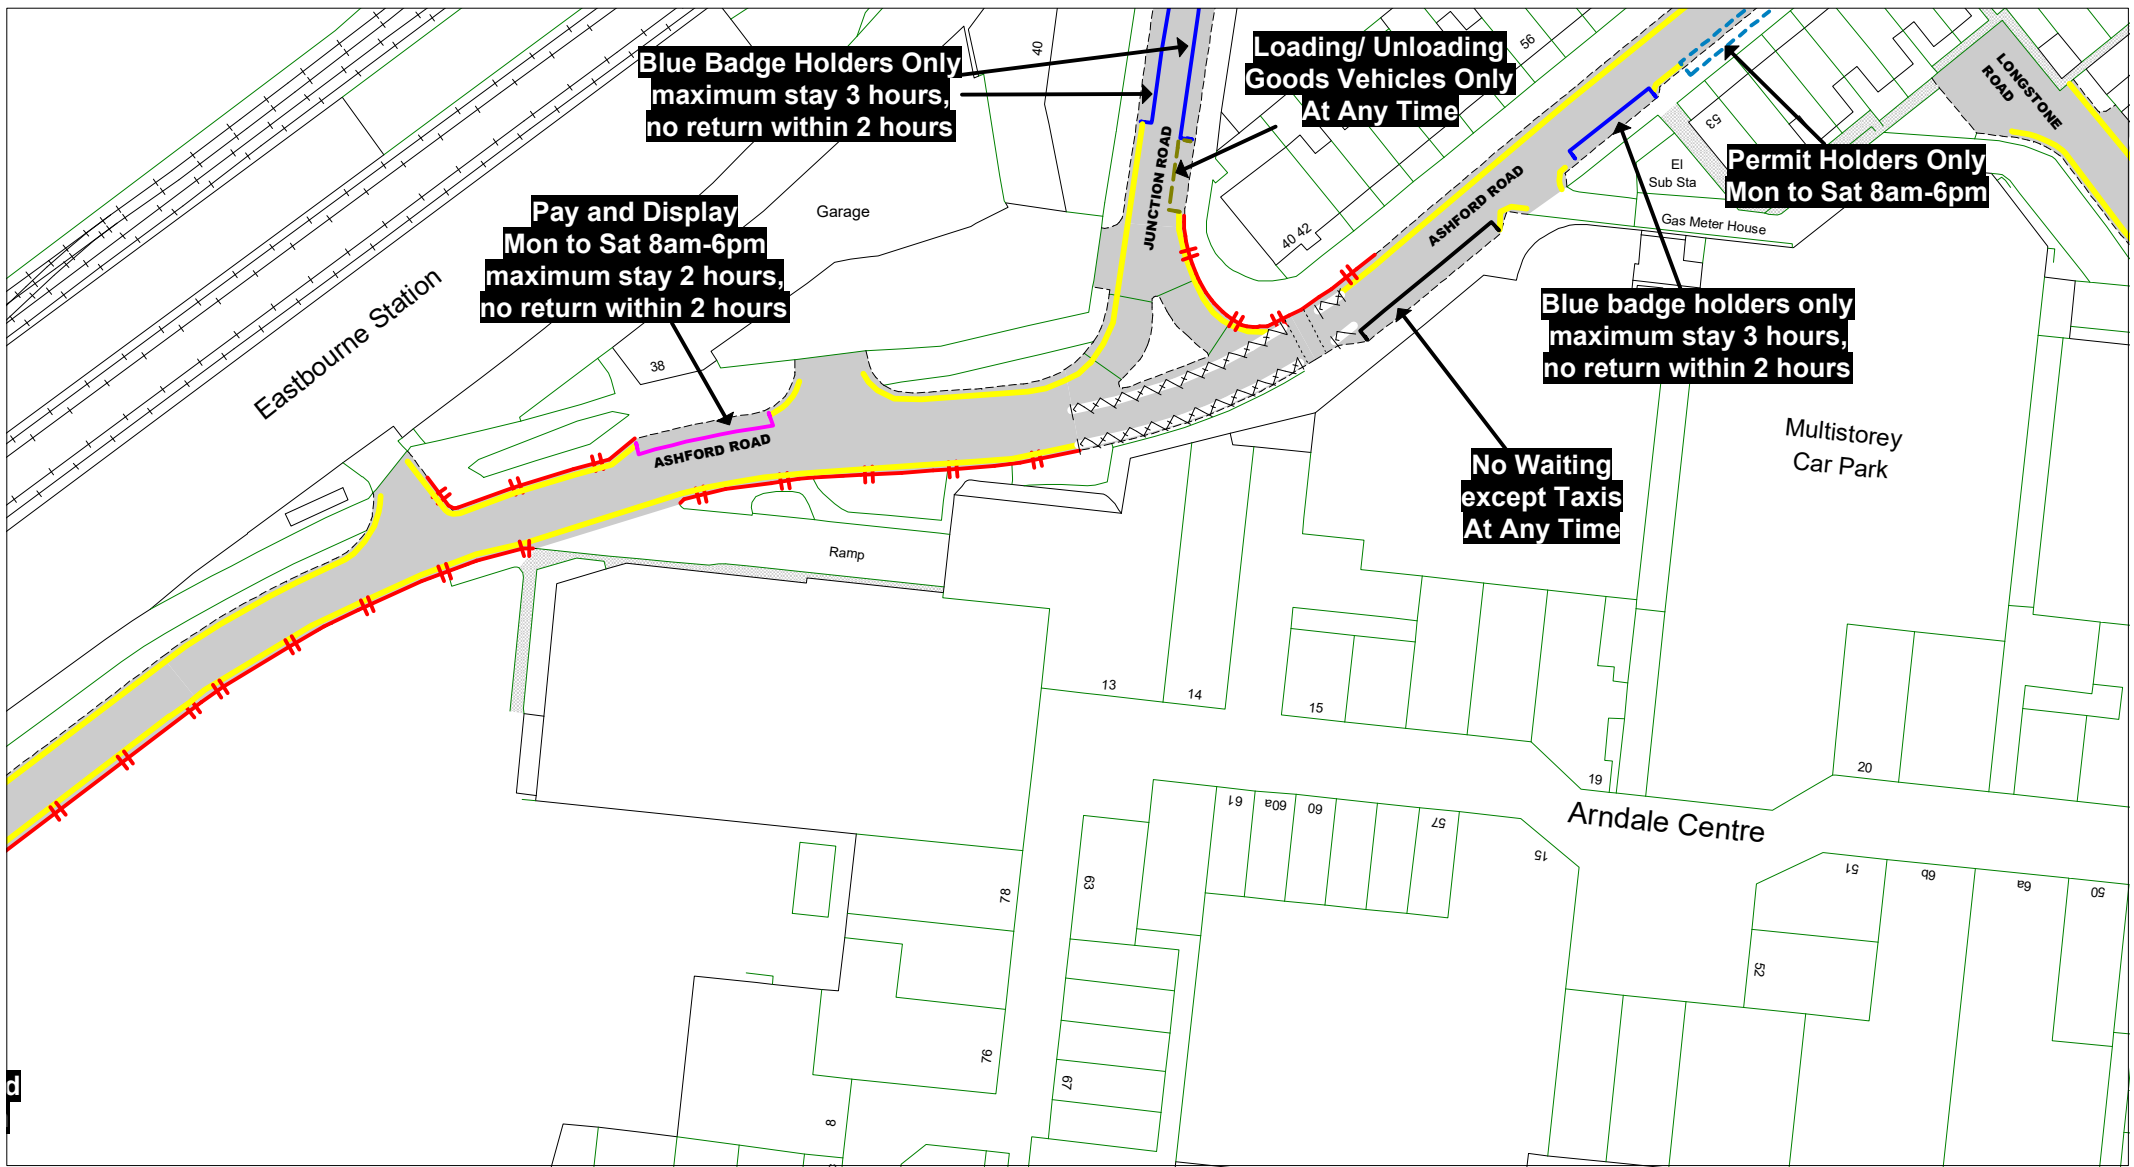 Blue Badge Holders Only
maximum stay 3 hours,
no return within 2 hours
40
Loading/ Unloading
Goods Vehicles Only
At Any Time
56
LONGSTONE
ROAD
53
Permit Holders Only
Mon to Sat 8am-6pm
El
Sub Sta
Gas Meter House
JUNCTION ROAD
ASHFORD ROAD
40 42
Garage
Pay and Display
Mon to Sat 8am-6pm
maximum stay 2 hours,
no return within 2 hours
Eastbourne Station
38
ASHFORD ROAD
Blue badge holders only
maximum stay 3 hours,
no return within 2 hours
Multistorey
Car Park
No Waiting
except Taxis
At Any Time
Ramp
13
14
15
19
20
Arndale Centre
61
60a
60
57
15
51
6b
6a
50
78
63
52
76
67
8
d